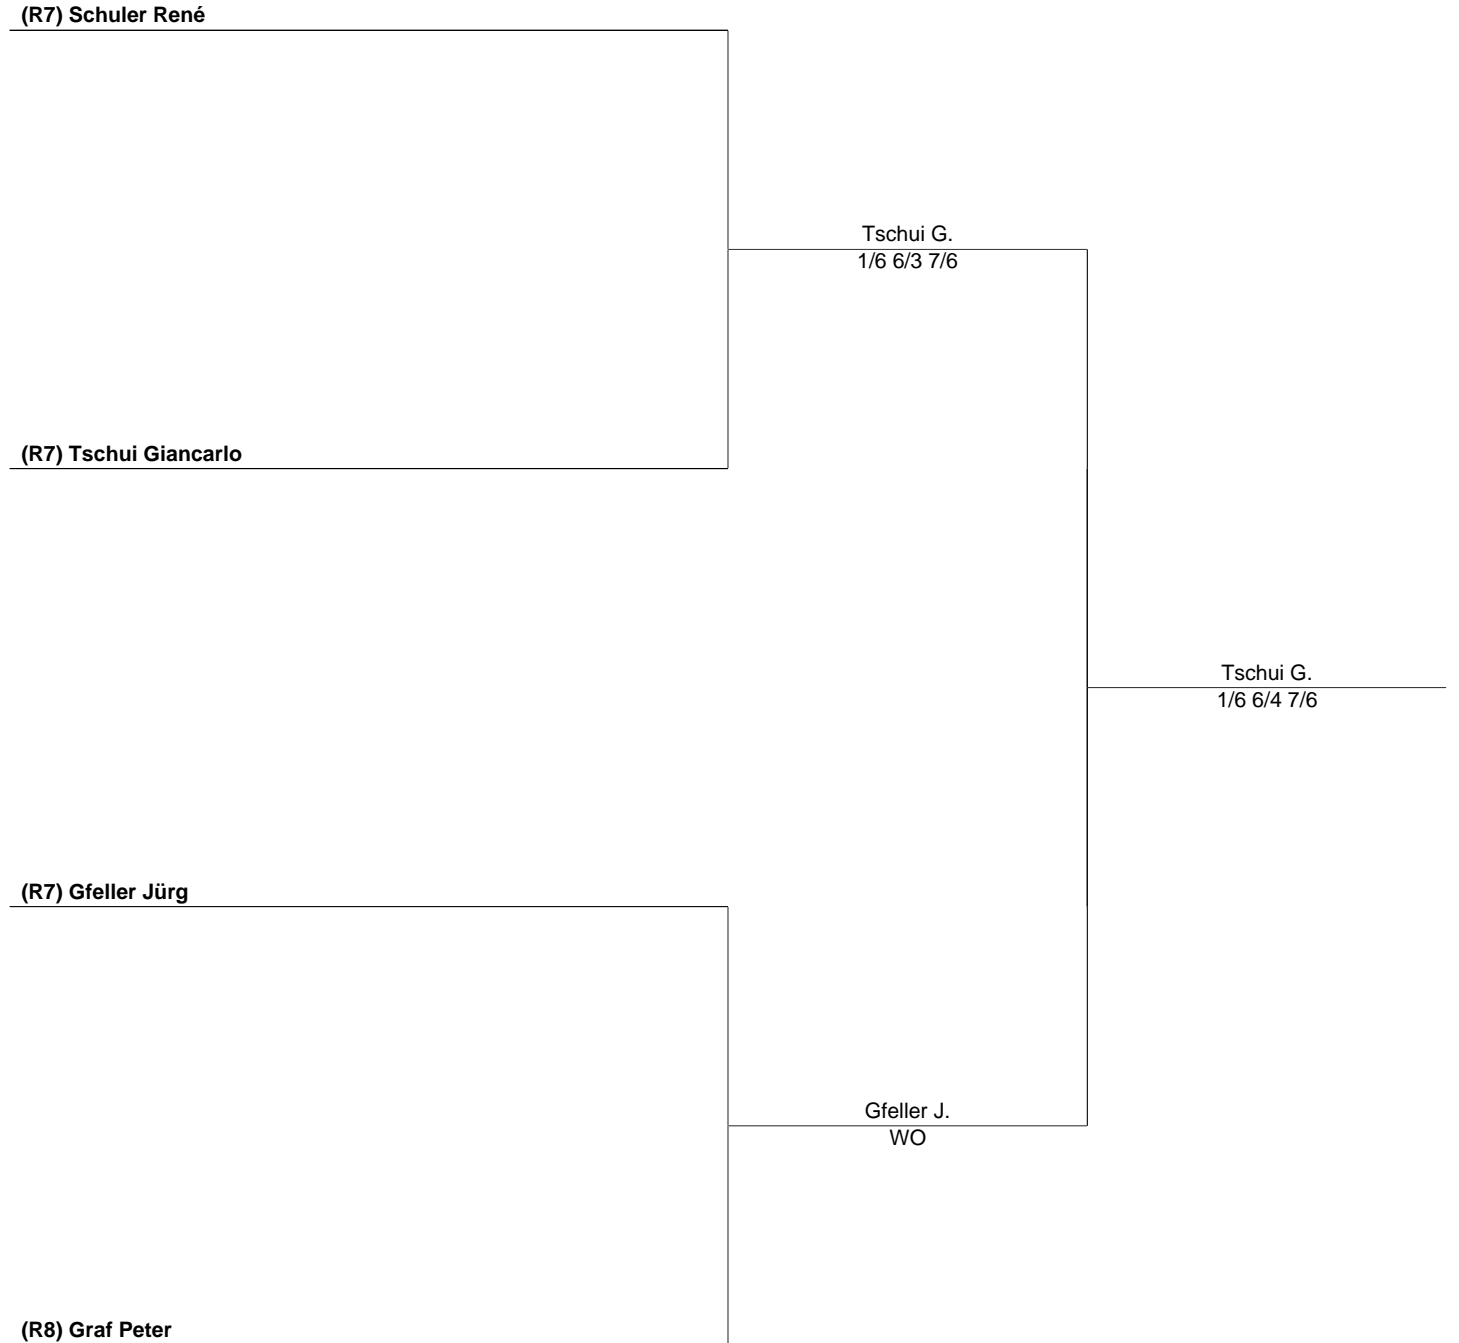 (R7) Schuler René
Tschui G.
1/6 6/3 7/6
(R7) Tschui Giancarlo
Tschui G.
1/6 6/4 7/6
(R7) Gfeller Jürg
Gfeller J.
WO
(R8) Graf Peter